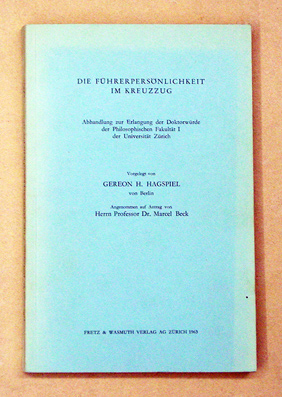 DIE FÜHRERPERSÖNLICHKEIT
IM KREUZZUG
Abhandlung zur Erlangung der Doktorwürde
der Philosophischen Fakultät I
der Universität Zürich
Vorgelegt von
GEREON H. HAGSPIEL
von Berlin
Angenommen auf Antrag von
Herrn Professor Dr. Marcel Beck
FRETZ & WASMUTH VERLAG AG ZÜRICH 1963